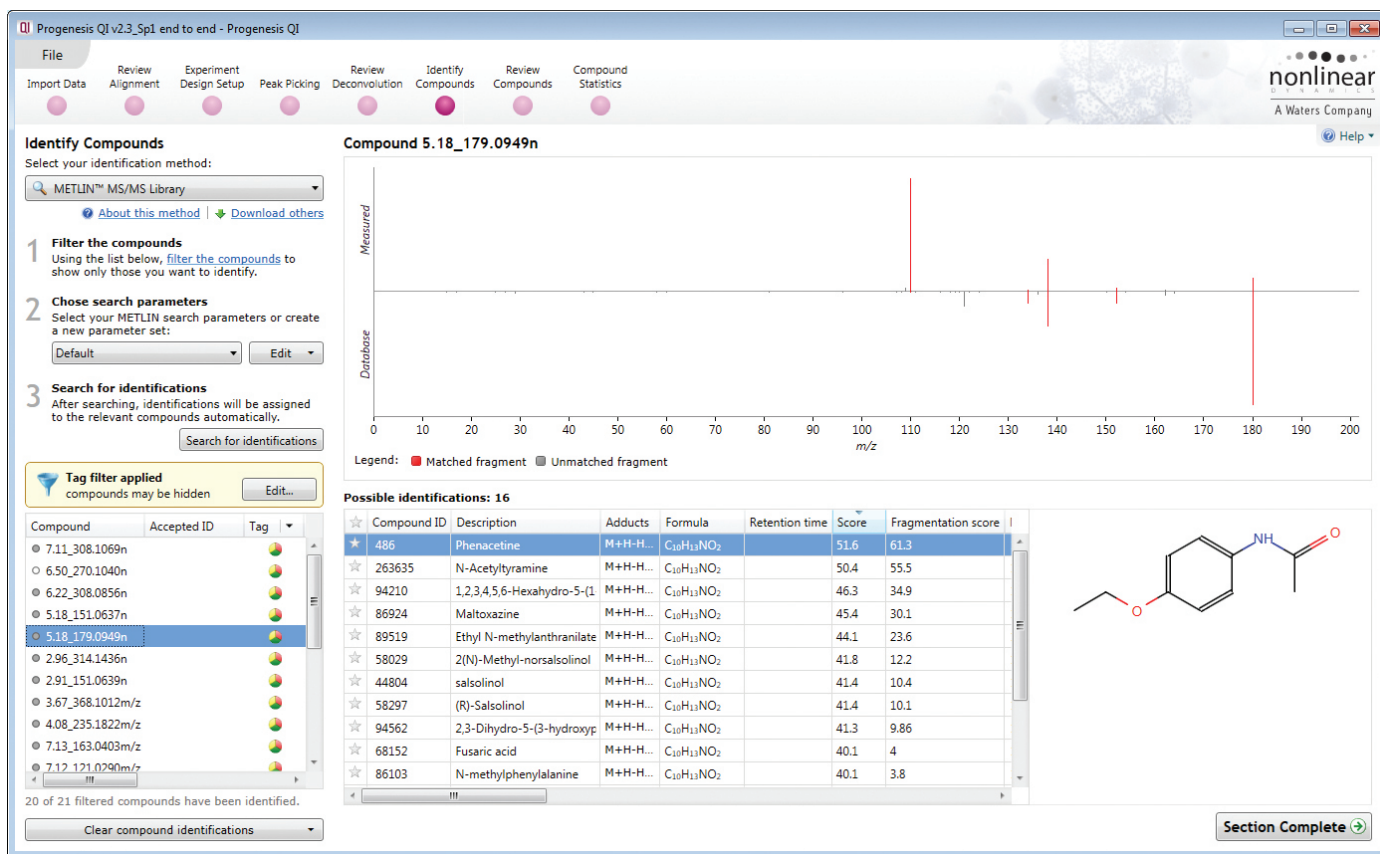 QI Progenesis QI v2.3_Sp1 end to end - Progenesis QI
File
Import Data
Review Alignment
Experiment Design Setup
Peak Picking
Review Deconvolution
Identify Compounds
Review Compounds
Compound Statistics
nonlinear
DYNAMICS
A Waters Company
Help
Identify Compounds
Select your identification method:
METLIN™ MS/MS Library
About this method | Download others
1 Filter the compounds
Using the list below, filter the compounds to
show only those you want to identify.
2 Chose search parameters
Select your METLIN search parameters or create
a new parameter set:
Default Edit
3 Search for identifications
After searching, identifications will be assigned
to the relevant compounds automatically.
Search for identifications
Tag filter applied
compounds may be hidden
Edit...
Compound Accepted ID Tag
7.11_308.1069n
6.50_270.1040n
6.22_308.0856n
5.18_151.0637n
5.18_179.0949n
2.96_314.1436n
2.91_151.0639n
3.67_368.1012m/z
4.08_235.1822m/z
7.13_163.0403m/z
7.12_121.0290m/z
20 of 21 filtered compounds have been identified.
Clear compound identifications
Compound 5.18_179.0949n
Measured
Database
0 10 20 30 40 50 60 70 80 90 100 110 120 130 140 150 160 170 180 190 200
m/z
Legend: Matched fragment Unmatched fragment
Possible identifications: 16
Compound ID Description Adducts Formula Retention time Score Fragmentation score
486 Phenacetine M+H-H... C₁₀H₁₃NO₂ 51.6 61.3
263635 N-Acetyltyramine M+H-H... C₁₀H₁₃NO₂ 50.4 55.5
94210 1,2,3,4,5,6-Hexahydro-5-(1- M+H-H... C₁₀H₁₃NO₂ 46.3 34.9
86924 Maltoxazine M+H-H... C₁₀H₁₃NO₂ 45.4 30.1
89519 Ethyl N-methylanthranilate M+H-H... C₁₀H₁₃NO₂ 44.1 23.6
58029 2(N)-Methyl-norsalsolinol M+H-H... C₁₀H₁₃NO₂ 41.8 12.2
44804 salsolinol M+H-H... C₁₀H₁₃NO₂ 41.4 10.4
58297 (R)-Salsolinol M+H-H... C₁₀H₁₃NO₂ 41.4 10.1
94562 2,3-Dihydro-5-(3-hydroxyp M+H-H... C₁₀H₁₃NO₂ 41.3 9.86
68152 Fusaric acid M+H-H... C₁₀H₁₃NO₂ 40.1 4
86103 N-methylphenylalanine M+H-H... C₁₀H₁₃NO₂ 40.1 3.8
NH
O
O
Section Complete